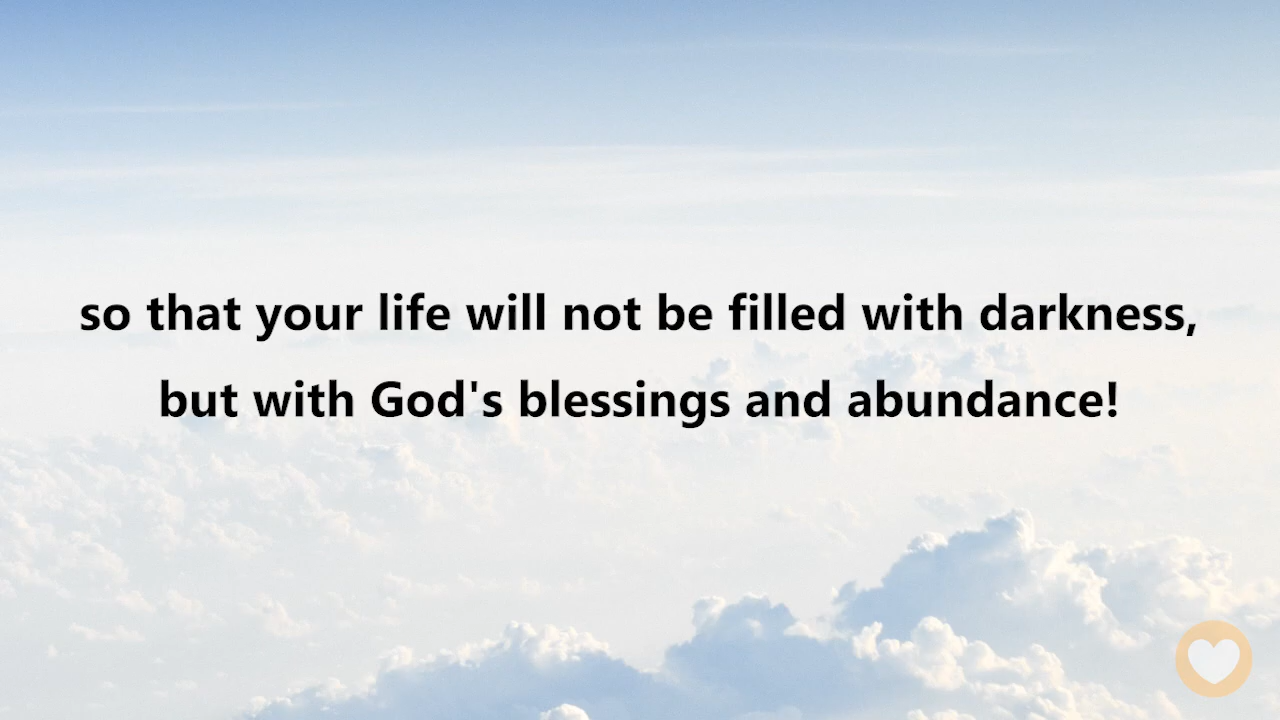 so that your life will not be filled with darkness,
but with God's blessings and abundance!